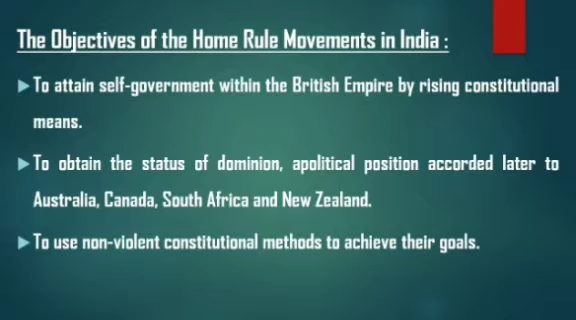 The Objectives of the Home Rule Movements in India :
To attain self-government within the British Empire by rising constitutional
means.
To obtain the status of dominion, apolitical position accorded later to
Australia, Canada, South Africa and New Zealand.
To use non-violent constitutional methods to achieve their goals.